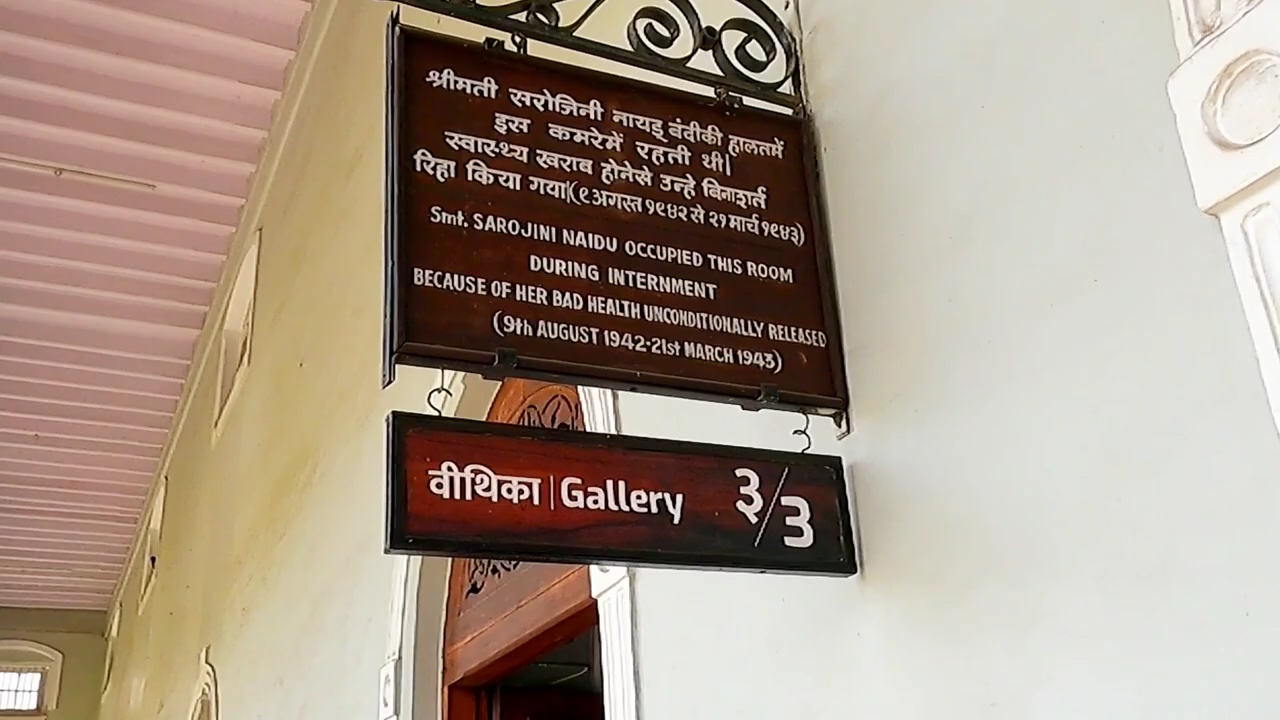 श्रीमती सरोजिनी नायडू बंदीकी हालतमें
इस कमरेमें रहती थी|
स्वास्थ्य खराब होनेसे उन्हे बिनाशर्त
रिहा किया गया|(९अगस्त १९४२ से २१ मार्च १९४३)
Smt. SAROJINI NAIDU OCCUPIED THIS ROOM
DURING INTERNMENT
BECAUSE OF HER BAD HEALTH UNCONDITIONALLY RELEASED
(9th AUGUST 1942-21st MARCH 1943)
वीथिका | Gallery ३/3